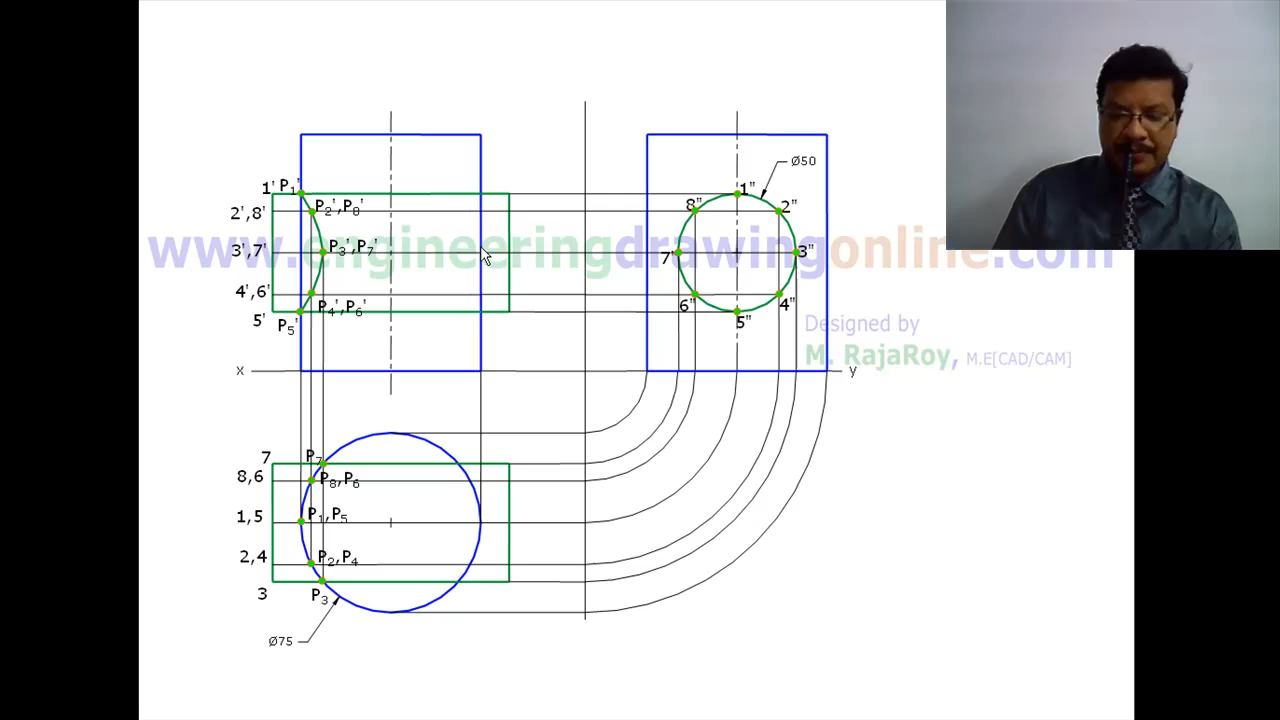 Ø50
1' P₁'
1"
2',8'
P₂',P₈'
8"
2"
www.engineeringdrawingonline.com
3',7'
P₃',P₇'
7'
3"
4',6'
P₄',P₆'
6"
4"
5'
P₅'
5"
Designed by
M. RajaRoy, M.E[CAD/CAM]
x
y
7
P₇
8,6
P₈,P₆
1,5
P₁,P₅
2,4
P₂,P₄
3
P₃
Ø75